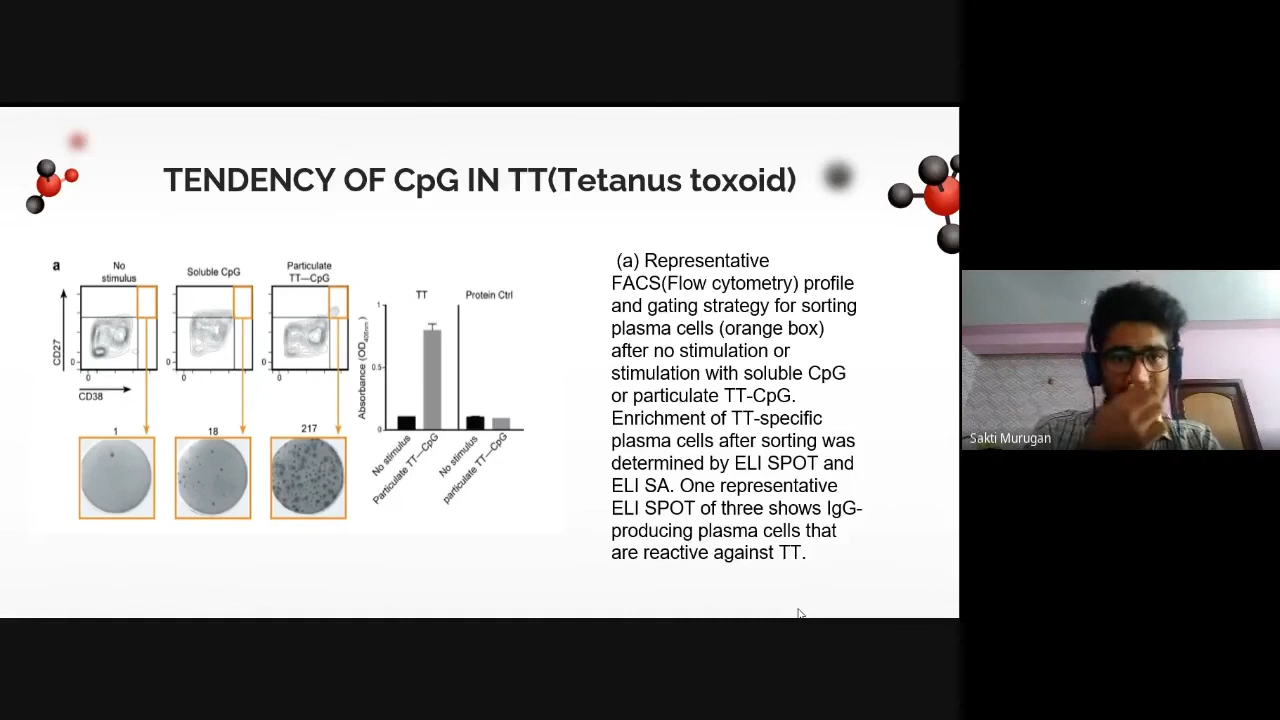 TENDENCY OF CpG IN TT(Tetanus toxoid)
a
No
stimulus
Soluble CpG
Particulate
TT—CpG
CD27
0
0
0
0
0
0
CD38
1
18
217
TT
Protein Ctrl
Absorbance (OD405nm)
1
0.5
0
No stimulus
Particulate TT—CpG
No stimulus
particulate TT—CpG
(a) Representative
FACS(Flow cytometry) profile
and gating strategy for sorting
plasma cells (orange box)
after no stimulation or
stimulation with soluble CpG
or particulate TT-CpG.
Enrichment of TT-specific
plasma cells after sorting was
determined by ELI SPOT and
ELI SA. One representative
ELI SPOT of three shows IgG-
producing plasma cells that
are reactive against TT.
Sakti Murugan